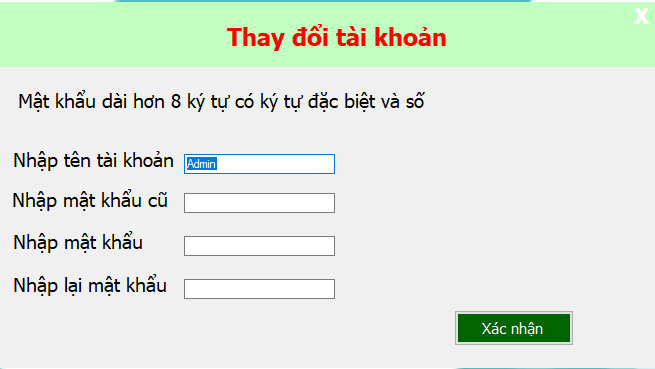 X
Thay đổi tài khoản
Mật khẩu dài hơn 8 ký tự có ký tự đặc biệt và số
Nhập tên tài khoản Admin
Nhập mật khẩu cũ
Nhập mật khẩu
Nhập lại mật khẩu
Xác nhận